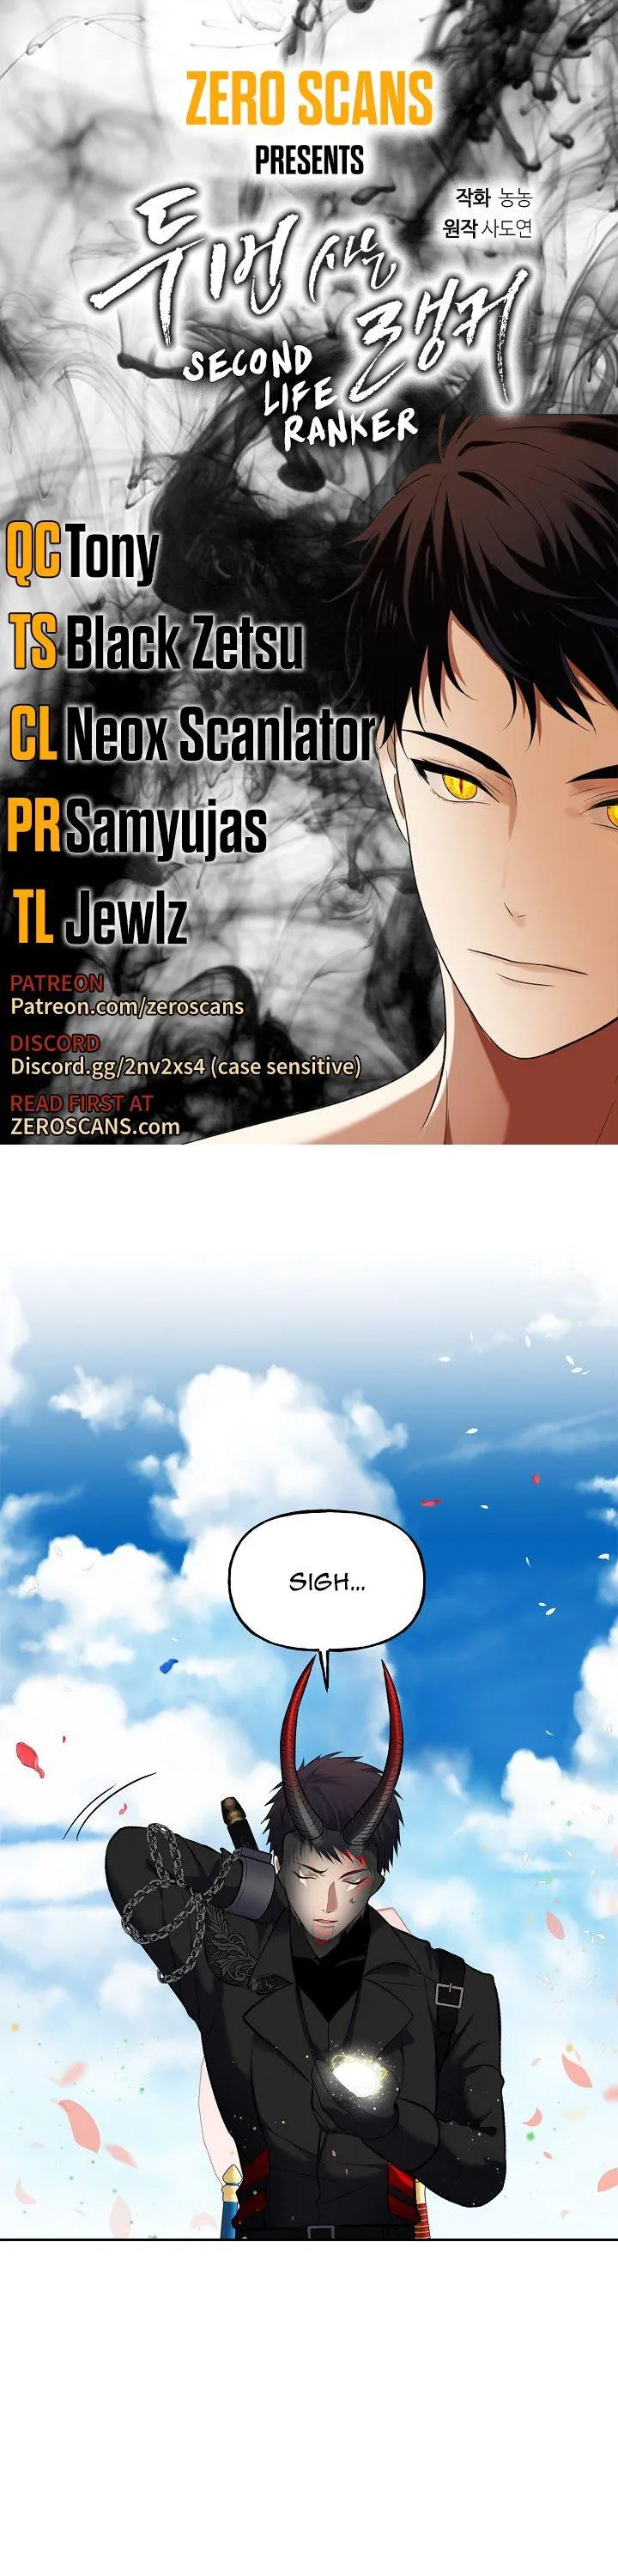 ZERO SCANS
PRESENTS
작화 농농
원작 사도연
두번 사는
랭커
SECOND
LIFE
RANKER
QC Tony
TS Black Zetsu
CL Neox Scanlator
PR Samyujas
TL Jewlz
PATREON
Patreon.com/zeroscans
DISCORD
Discord.gg/2nv2xs4 (case sensitive)
READ FIRST AT
ZEROSCANS.com
SIGH...